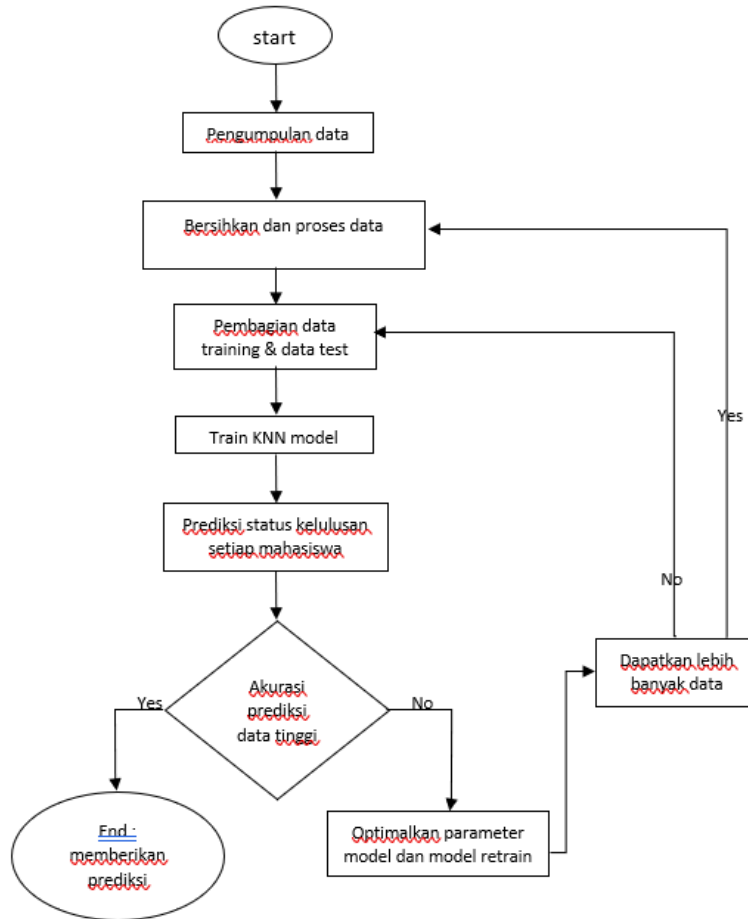 start
Pengumpulan data
Bersihkan dan proses data
Pembagian data
training & data test
Yes
Train KNN model
Prediksi status kelulusan
setiap mahasiswa
No
Dapatkan lebih
banyak data
Akurasi
prediksi
data tinggi
Yes
No
End :
memberikan
prediksi
Optimalkan parameter
model dan model retrain